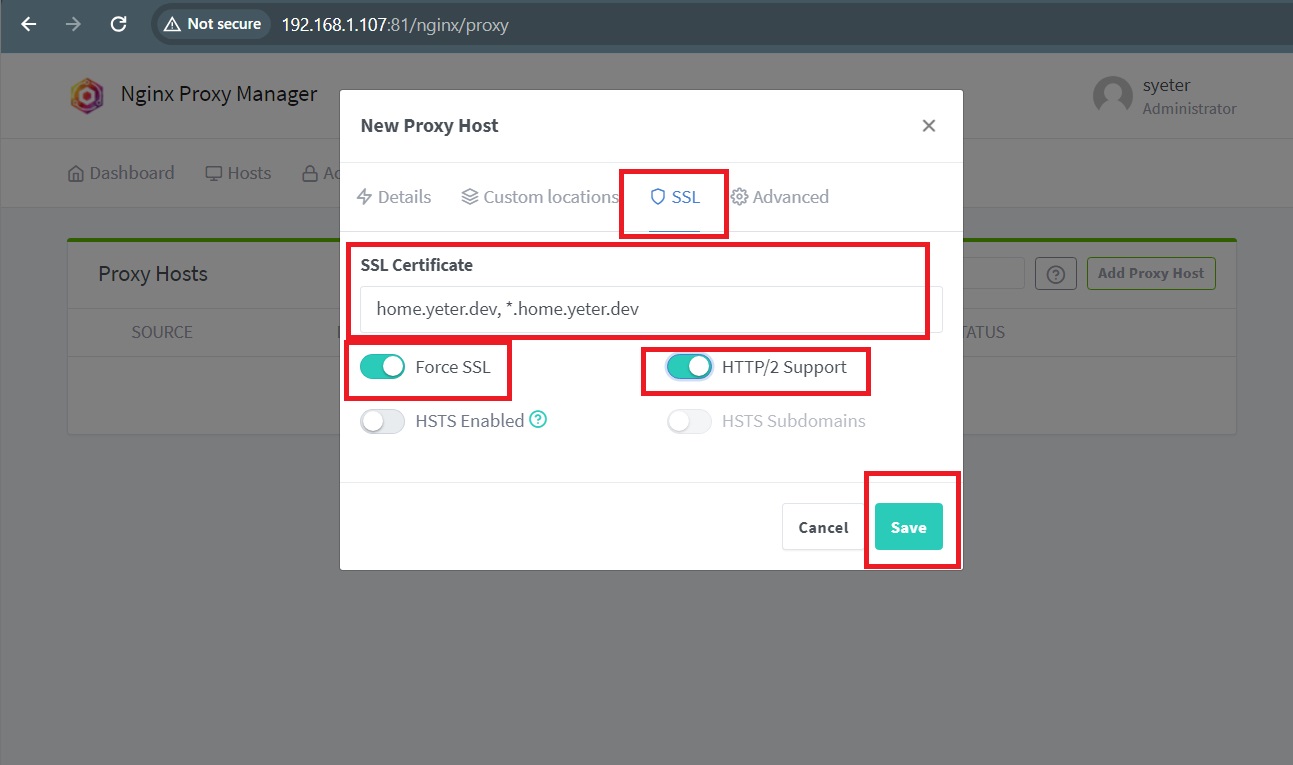 Not secure 192.168.1.107:81/nginx/proxy
Nginx Proxy Manager
syeter
Administrator
Dashboard Hosts
New Proxy Host
Details Custom locations SSL Advanced
Proxy Hosts
Add Proxy Host
SOURCE
SSL Certificate
home.yeter.dev, *.home.yeter.dev
Force SSL HTTP/2 Support
HSTS Enabled HSTS Subdomains
Cancel Save